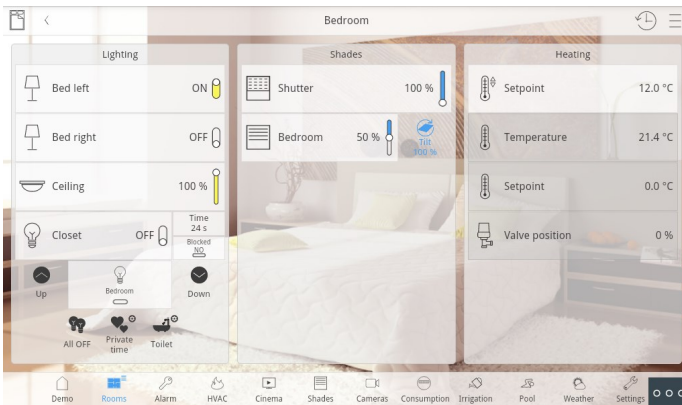 Bedroom
Lighting
Bed left ON
Bed right OFF
Ceiling 100 %
Closet OFF
Time
24 s
Blocked
NO
Up
Bedroom
Down
All OFF
Private
time
Toilet
Shades
Shutter 100 %
Bedroom 50 %
Tilt
100 %
Heating
Setpoint 12.0 °C
Temperature 21.4 °C
Setpoint 0.0 °C
Valve position 0 %
Demo Rooms Alarm HVAC Cinema Shades Cameras Consumption Irrigation Pool Weather Settings